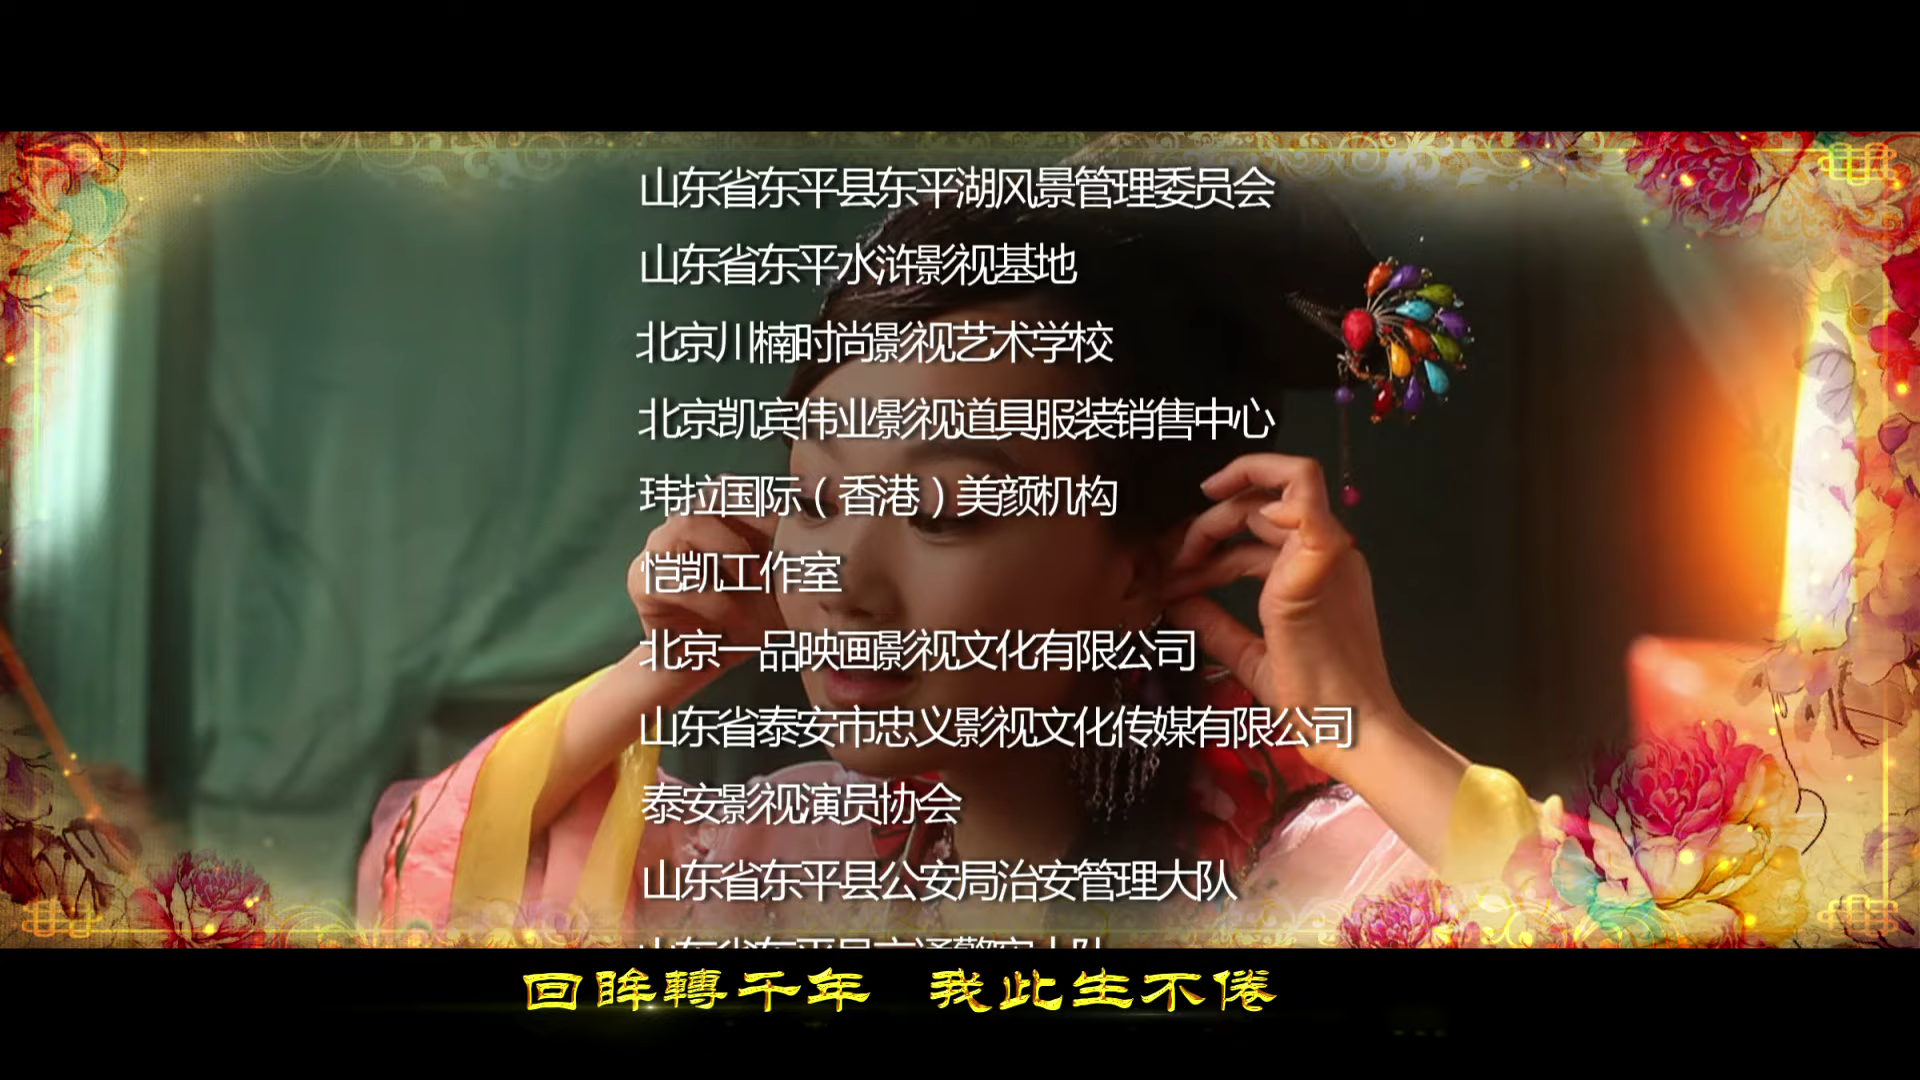 山东省东平县东平湖风景管理委员会
山东省东平水浒影视基地
北京川楠时尚影视艺术学校
北京凯宾伟业影视道具服装销售中心
玮拉国际（香港）美颜机构
恺凯工作室
北京一品映画影视文化有限公司
山东省泰安市忠义影视文化传媒有限公司
泰安影视演员协会
山东省东平县公安局治安管理大队
回眸轉千年 我此生不倦